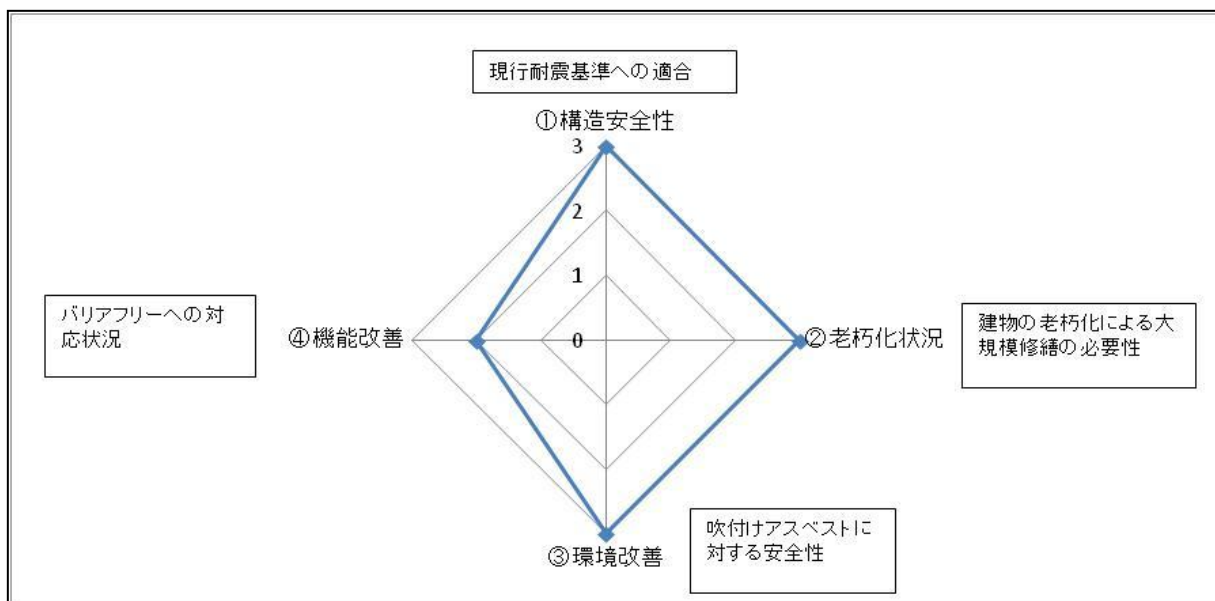 現行耐震基準への適合
①構造安全性
3
2
1
0
バリアフリーへの対
応状況
④機能改善
②老朽化状況
建物の老朽化による大
規模修繕の必要性
③環境改善
吹付けアスベストに
対する安全性